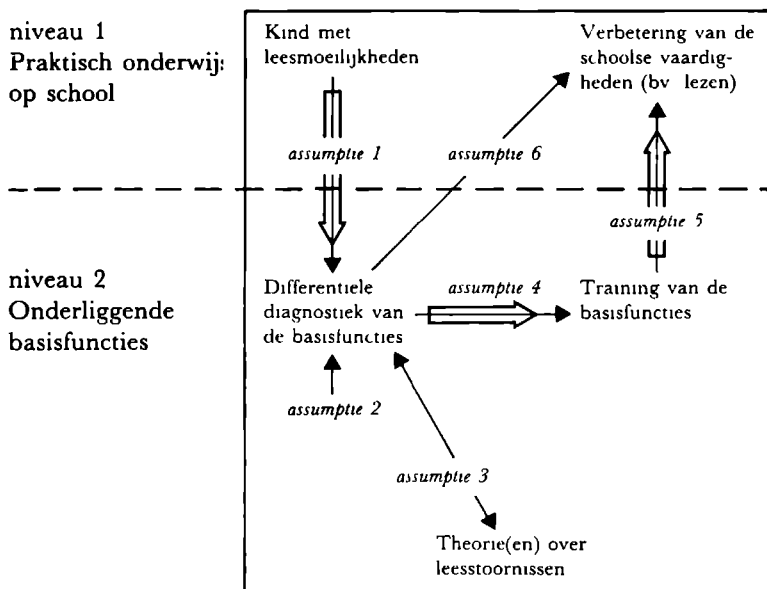 niveau 1
Praktisch onderwijs
op school
Kind met
leesmoeilijkheden
Verbetering van de
schoolse vaardig-
heden (bv lezen)
assumptie 1
assumptie 6
assumptie 5
niveau 2
Onderliggende
basisfuncties
Differentiele
diagnostiek van
de basisfuncties
assumptie 4
Training van de
basisfuncties
assumptie 2
assumptie 3
Theorie(en) over
leesstoornissen